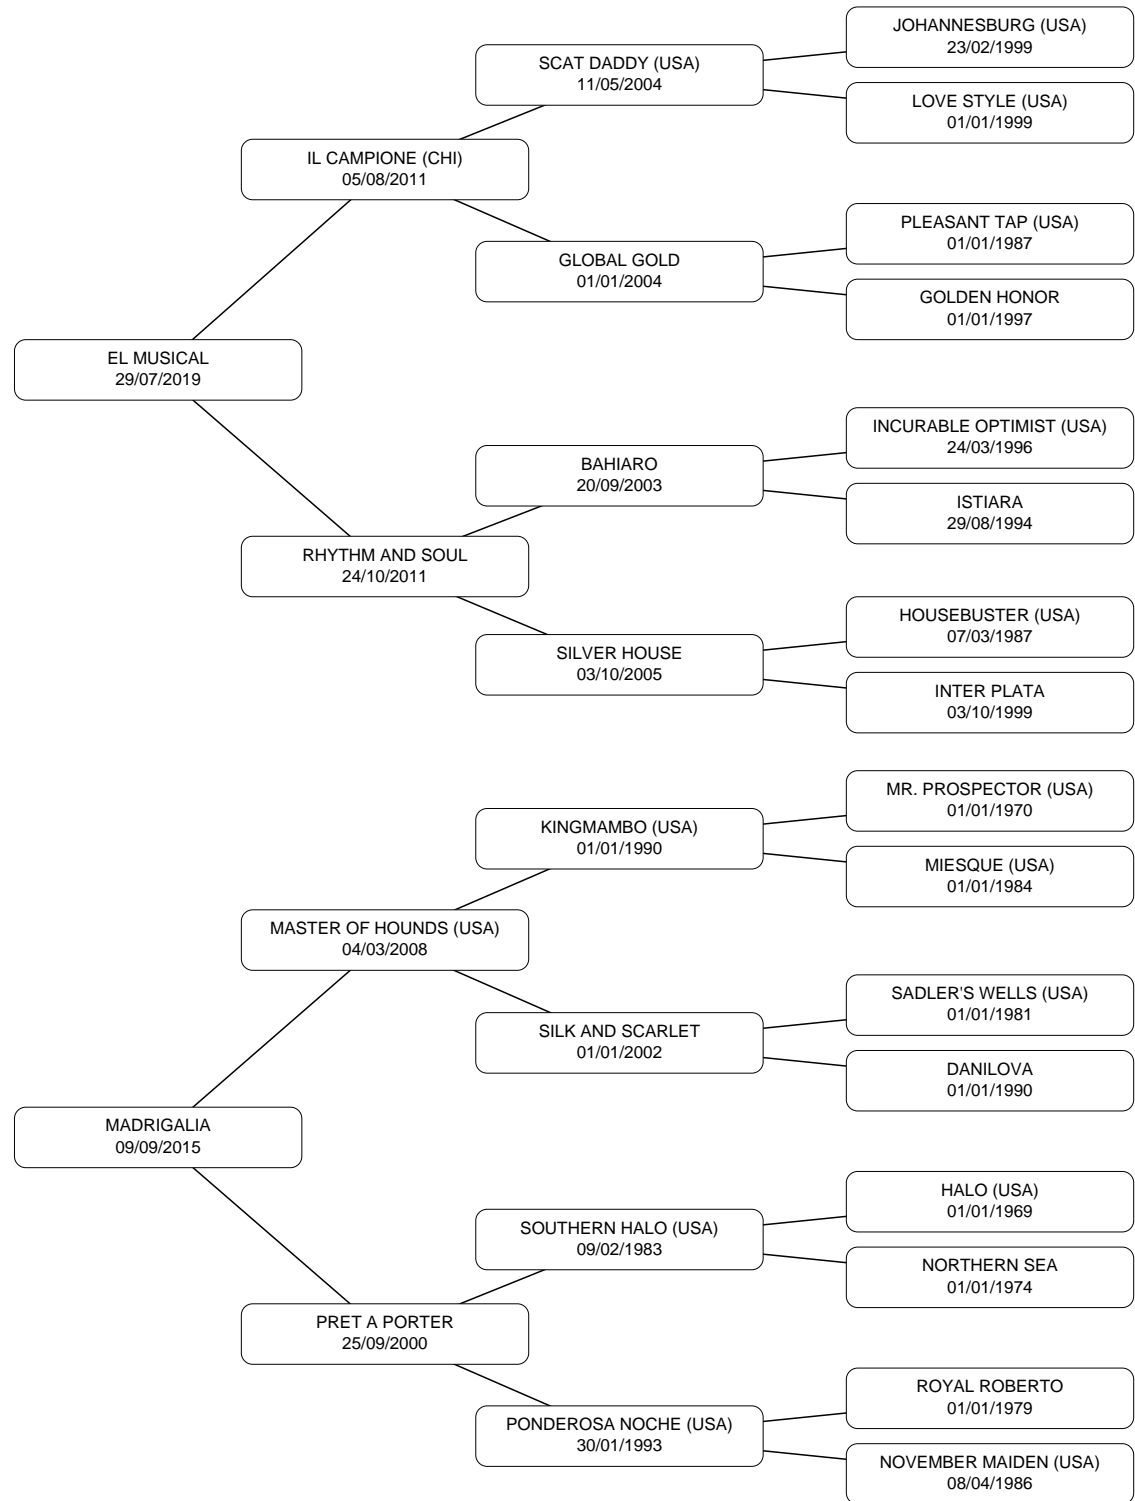 JOHANNESBURG (USA)
23/02/1999
SCAT DADDY (USA)
11/05/2004
LOVE STYLE (USA)
01/01/1999
IL CAMPIONE (CHI)
05/08/2011
PLEASANT TAP (USA)
01/01/1987
GLOBAL GOLD
01/01/2004
GOLDEN HONOR
01/01/1997
EL MUSICAL
29/07/2019
INCURABLE OPTIMIST (USA)
24/03/1996
BAHIARO
20/09/2003
ISTIARA
29/08/1994
RHYTHM AND SOUL
24/10/2011
HOUSEBUSTER (USA)
07/03/1987
SILVER HOUSE
03/10/2005
INTER PLATA
03/10/1999
MR. PROSPECTOR (USA)
01/01/1970
KINGMAMBO (USA)
01/01/1990
MIESQUE (USA)
01/01/1984
MASTER OF HOUNDS (USA)
04/03/2008
SADLER'S WELLS (USA)
01/01/1981
SILK AND SCARLET
01/01/2002
DANILOVA
01/01/1990
MADRIGALIA
09/09/2015
HALO (USA)
01/01/1969
SOUTHERN HALO (USA)
09/02/1983
NORTHERN SEA
01/01/1974
PRET A PORTER
25/09/2000
ROYAL ROBERTO
01/01/1979
PONDEROSA NOCHE (USA)
30/01/1993
NOVEMBER MAIDEN (USA)
08/04/1986